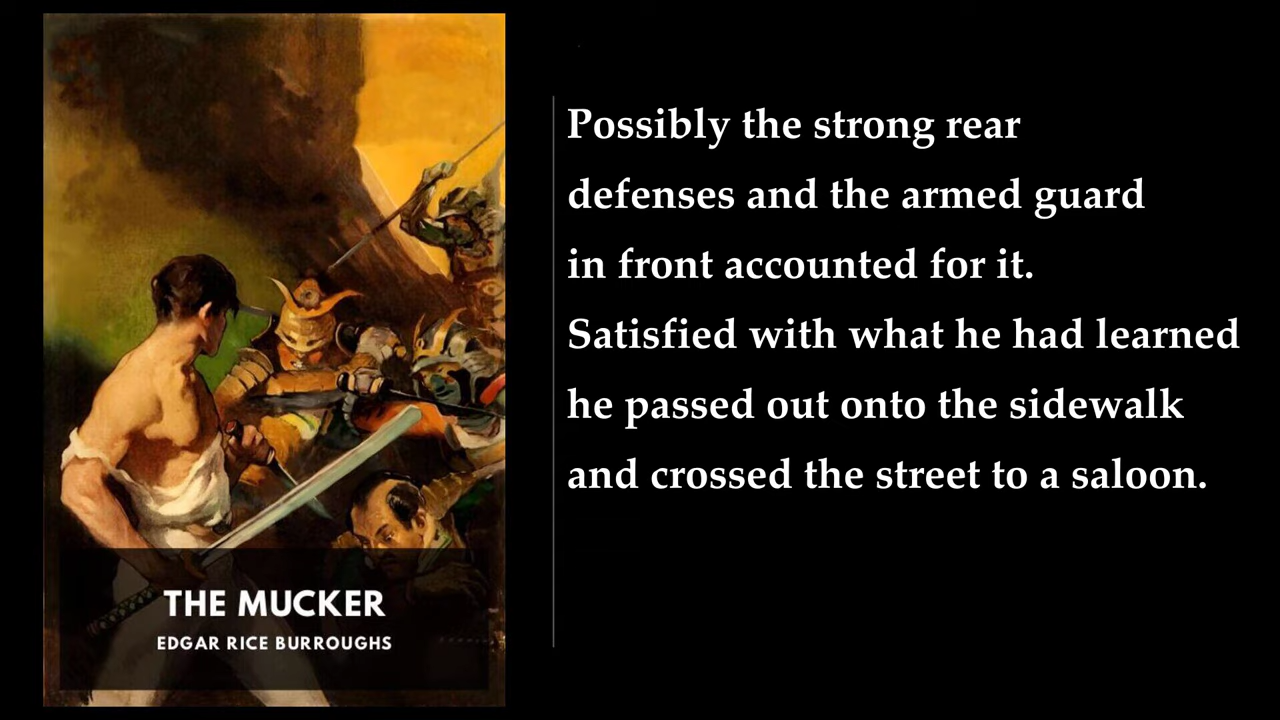 Possibly the strong rear
defenses and the armed guard
in front accounted for it.
Satisfied with what he had learned
he passed out onto the sidewalk
and crossed the street to a saloon.
THE MUCKER
EDGAR RICE BURROUGHS